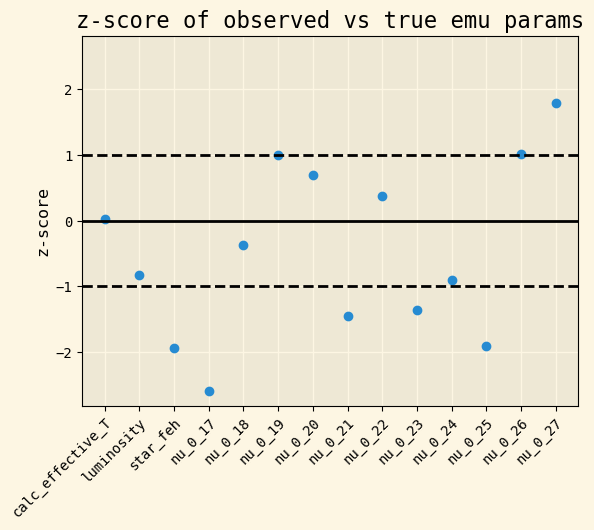 z-score of observed vs true emu params
z-score
2
1
0
−1
−2
calc_effective_T
luminosity
star_feh
nu_0_17
nu_0_18
nu_0_19
nu_0_20
nu_0_21
nu_0_22
nu_0_23
nu_0_24
nu_0_25
nu_0_26
nu_0_27